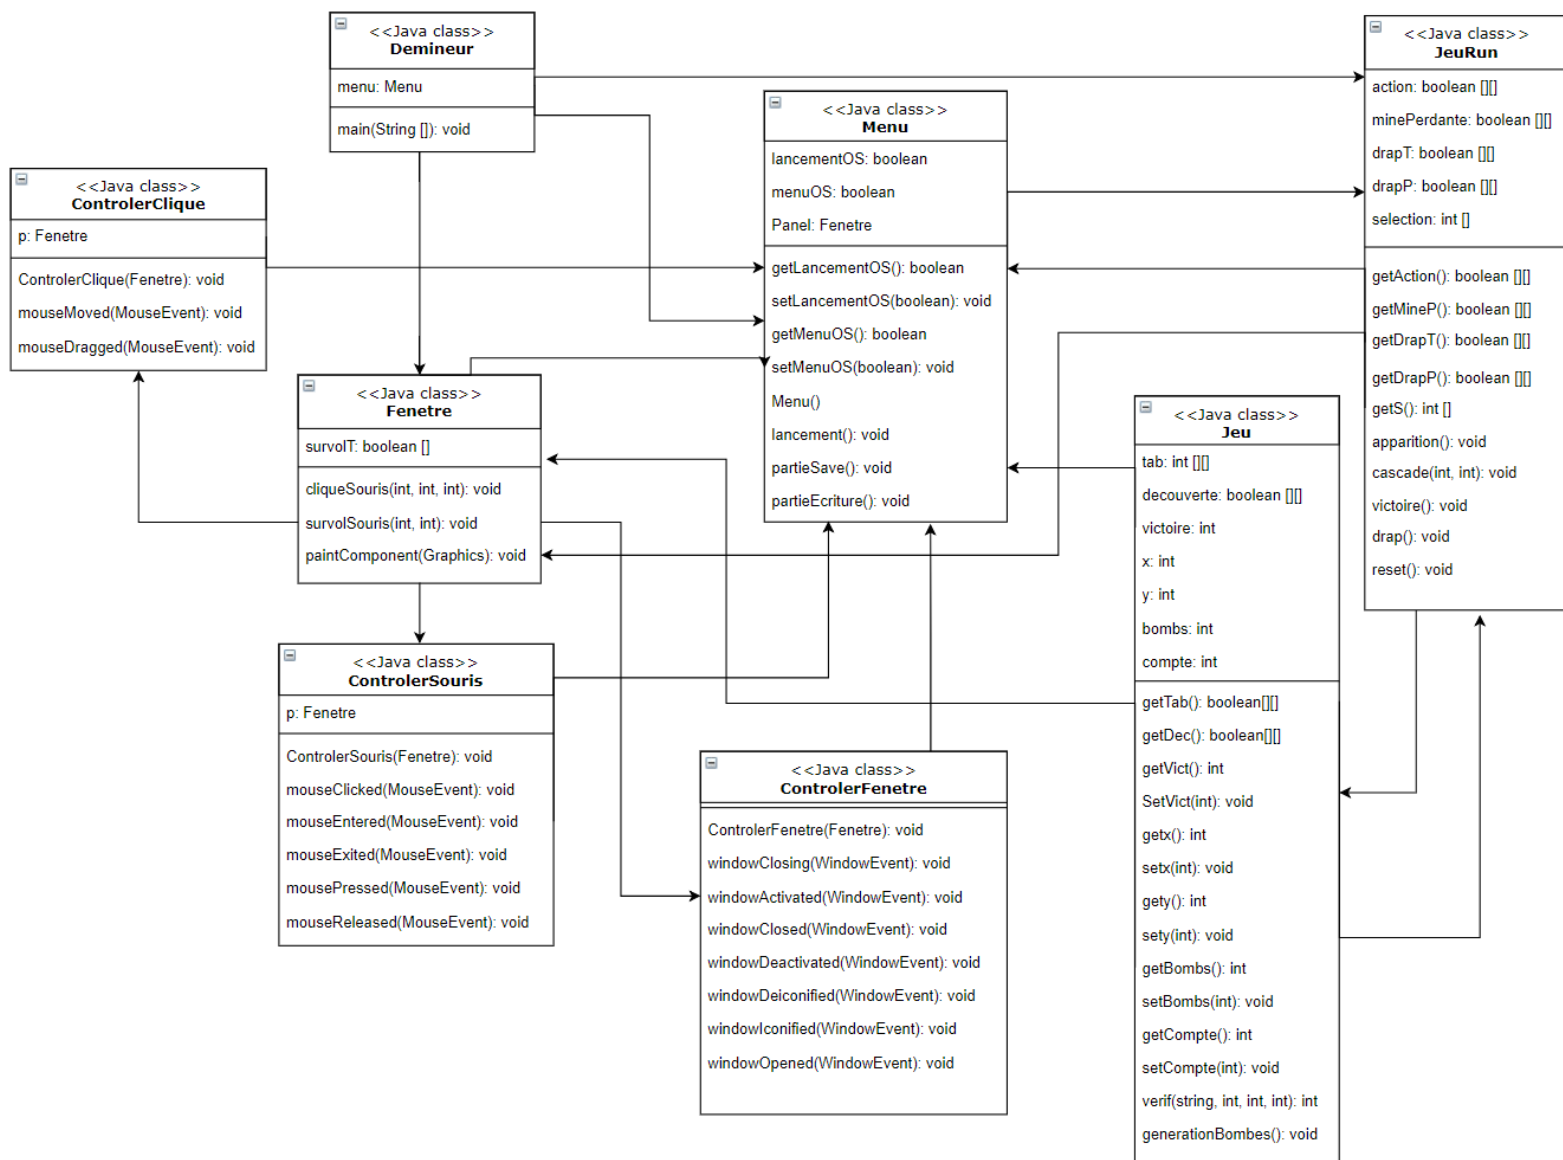 <<Java class>>
Demineur
menu: Menu
main(String []): void
<<Java class>>
JeuRun
action: boolean [][]
minePerdante: boolean [][]
drapT: boolean [][]
drapP: boolean [][]
selection: int []
getAction(): boolean [][]
getMineP(): boolean [][]
getDrapT(): boolean [][]
getDrapP(): boolean [][]
getS(): int []
apparition(): void
cascade(int, int): void
victoire(): void
drap(): void
reset(): void
<<Java class>>
Menu
lancementOS: boolean
menuOS: boolean
Panel: Fenetre
getLancementOS(): boolean
setLancementOS(boolean): void
getMenuOS(): boolean
setMenuOS(boolean): void
Menu()
lancement(): void
partieSave(): void
partieEcriture(): void
<<Java class>>
ControlerClique
p: Fenetre
ControlerClique(Fenetre): void
mouseMoved(MouseEvent): void
mouseDragged(MouseEvent): void
<<Java class>>
Fenetre
survolT: boolean []
cliqueSouris(int, int, int): void
survolSouris(int, int): void
paintComponent(Graphics): void
<<Java class>>
Jeu
tab: int [][]
decouverte: boolean [][]
victoire: int
x: int
y: int
bombs: int
compte: int
getTab(): boolean[][]
getDec(): boolean[][]
getVict(): int
SetVict(int): void
getx(): int
setx(int): void
gety(): int
sety(int): void
getBombs(): int
setBombs(int): void
getCompte(): int
setCompte(int): void
verif(string, int, int, int): int
generationBombes(): void
<<Java class>>
ControlerSouris
p: Fenetre
ControlerSouris(Fenetre): void
mouseClicked(MouseEvent): void
mouseEntered(MouseEvent): void
mouseExited(MouseEvent): void
mousePressed(MouseEvent): void
mouseReleased(MouseEvent): void
<<Java class>>
ControlerFenetre
ControlerFenetre(Fenetre): void
windowClosing(WindowEvent): void
windowActivated(WindowEvent): void
windowClosed(WindowEvent): void
windowDeactivated(WindowEvent): void
windowDeiconified(WindowEvent): void
windowIconified(WindowEvent): void
windowOpened(WindowEvent): void